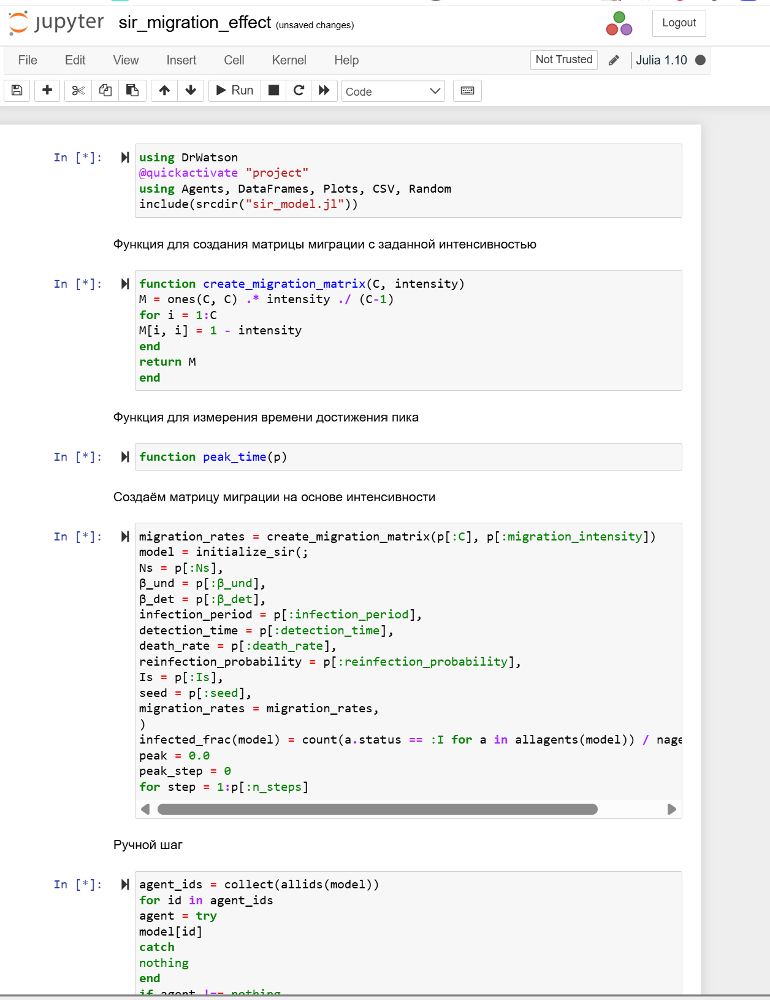 jupyter sir_migration_effect (unsaved changes)
Logout
File Edit View Insert Cell Kernel Help
Not Trusted
Julia 1.10
Run
Code
In [*]:
using DrWatson
@quickactivate "project"
using Agents, DataFrames, Plots, CSV, Random
include(srcdir("sir_model.jl"))
Функция для создания матрицы миграции с заданной интенсивностью
In [*]:
function create_migration_matrix(C, intensity)
M = ones(C, C) .* intensity ./ (C-1)
for i = 1:C
M[i, i] = 1 - intensity
end
return M
end
Функция для измерения времени достижения пика
In [*]:
function peak_time(p)
Создаём матрицу миграции на основе интенсивности
In [*]:
migration_rates = create_migration_matrix(p[:C], p[:migration_intensity])
model = initialize_sir(;
Ns = p[:Ns],
β_und = p[:β_und],
β_det = p[:β_det],
infection_period = p[:infection_period],
detection_time = p[:detection_time],
death_rate = p[:death_rate],
reinfection_probability = p[:reinfection_probability],
Is = p[:Is],
seed = p[:seed],
migration_rates = migration_rates,
)
infected_frac(model) = count(a.status == :I for a in allagents(model)) / nage
peak = 0.0
peak_step = 0
for step = 1:p[:n_steps]
Ручной шаг
In [*]:
agent_ids = collect(allids(model))
for id in agent_ids
agent = try
model[id]
catch
nothing
end
if agent !== nothing